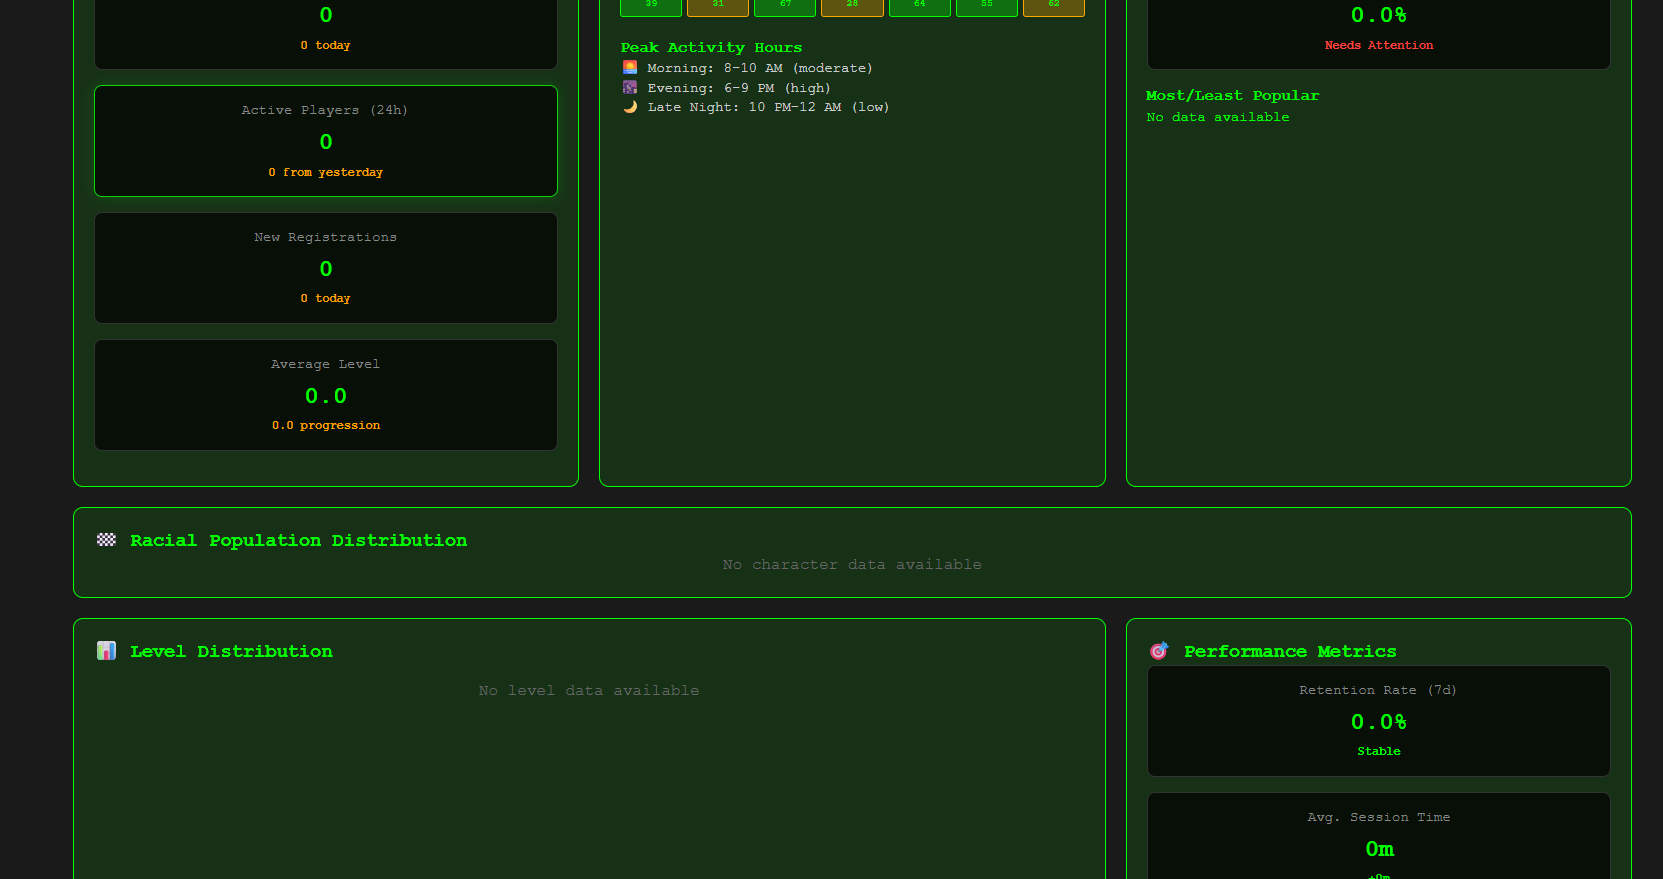 0
0 today
Active Players (24h)
0
0 from yesterday
New Registrations
0
0 today
Average Level
0.0
0.0 progression
39 31 67 28 64 55 62
Peak Activity Hours
Morning: 8-10 AM (moderate)
Evening: 6-9 PM (high)
Late Night: 10 PM-12 AM (low)
0.0%
Needs Attention
Most/Least Popular
No data available
Racial Population Distribution
No character data available
Level Distribution
No level data available
Performance Metrics
Retention Rate (7d)
0.0%
Stable
Avg. Session Time
0m
+0m